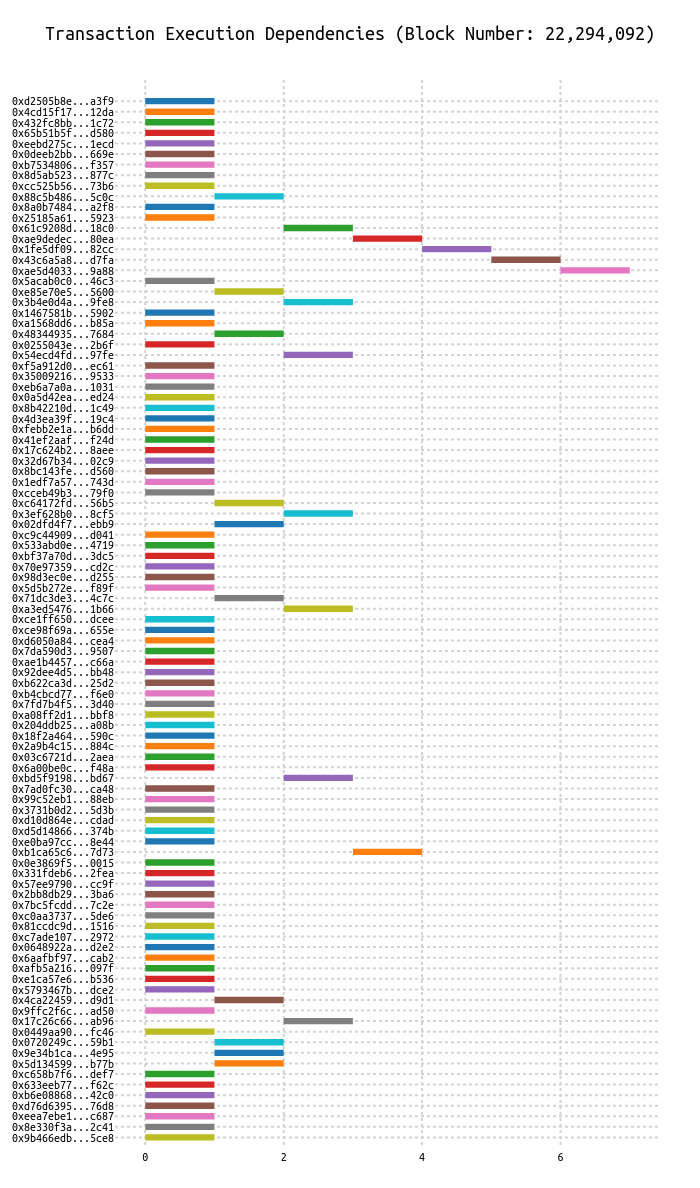 Transaction Execution Dependencies (Block Number: 22,294,092)
0xd2505b8e...a3f9
0x4cd15f17...12da
0x432fc8bb...1c72
0x65b51b5f...d580
0xeebd275c...1ecd
0x0deeb2bb...669e
0xb7534806...f357
0x8d5ab523...877c
0xcc525b56...73b6
0x88c5b486...5c0c
0x8a0b7484...a2f8
0x25185a61...5923
0x61c9208d...18c0
0xae9dedec...80ea
0x1fe5df09...82cc
0x43c6a5a8...d7fa
0xae5d4033...9a88
0x5acab0c0...46c3
0xe85e70e5...5600
0x3b4e0d4a...9fe8
0x1467581b...5902
0xa1568dd6...b85a
0x48344935...7684
0x0255043e...2b6f
0x54ecd4fd...97fe
0xf5a912d0...ec61
0x35009216...9533
0xeb6a7a0a...1031
0x0a5d42ea...ed24
0x8b42210d...1c49
0x4d3ea39f...19c4
0xfebb2e1a...b6dd
0x41ef2aaf...f24d
0x17c624b2...8aee
0x32d67b34...02c9
0x8bc143fe...d560
0x1edf7a57...743d
0xcceb49b3...79f0
0xc64172fd...56b5
0x3ef628b0...8cf5
0x02dfd4f7...ebb9
0xc9c44909...d041
0x533abd0e...4719
0xbf37a70d...3dc5
0x70e97359...cd2c
0x98d3ec0e...d255
0x5d5b272e...f89f
0x71dc3de3...4c7c
0xa3ed5476...1b66
0xce1ff650...dcee
0xce98f69a...655e
0xd6050a84...cea4
0x7da590d3...9507
0xae1b4457...c66a
0x92dee4d5...bb48
0xb622ca3d...25d2
0xb4cbcd77...f6e0
0x7fd7b4f5...3d40
0xa08ff2d1...bbf8
0x204ddb25...a08b
0x18f2a464...590c
0x2a9b4c15...884c
0x03c6721d...2aea
0x6a00be0c...f48a
0xbd5f9198...bd67
0x7ad0fc30...ca48
0x99c52eb1...88eb
0x3731b0d2...5d3b
0xd10d864e...cdad
0xd5d14866...374b
0xe0ba97cc...8e44
0xb1ca65c6...7d73
0x0e3869f5...0015
0x331fdeb6...2fea
0x57ee9790...cc9f
0x2bb8db29...3ba6
0x7bc5fcdd...7c2e
0xc0aa3737...5de6
0x81ccdc9d...1516
0xc7ade107...2972
0x0648922a...d2e2
0x6aafbf97...cab2
0xafb5a216...097f
0xe1ca57e6...b536
0x5793467b...dce2
0x4ca22459...d9d1
0x9ffc2f6c...ad50
0x17c26c66...ab96
0x0449aa90...fc46
0x0720249c...59b1
0x9e34b1ca...4e95
0x5d134599...b77b
0xc658b7f6...def7
0x633eeb77...f62c
0xb6e08868...42c0
0xd76d6395...76d8
0xeea7ebe1...c687
0x8e330f3a...2c41
0x9b466edb...5ce8
0 2 4 6